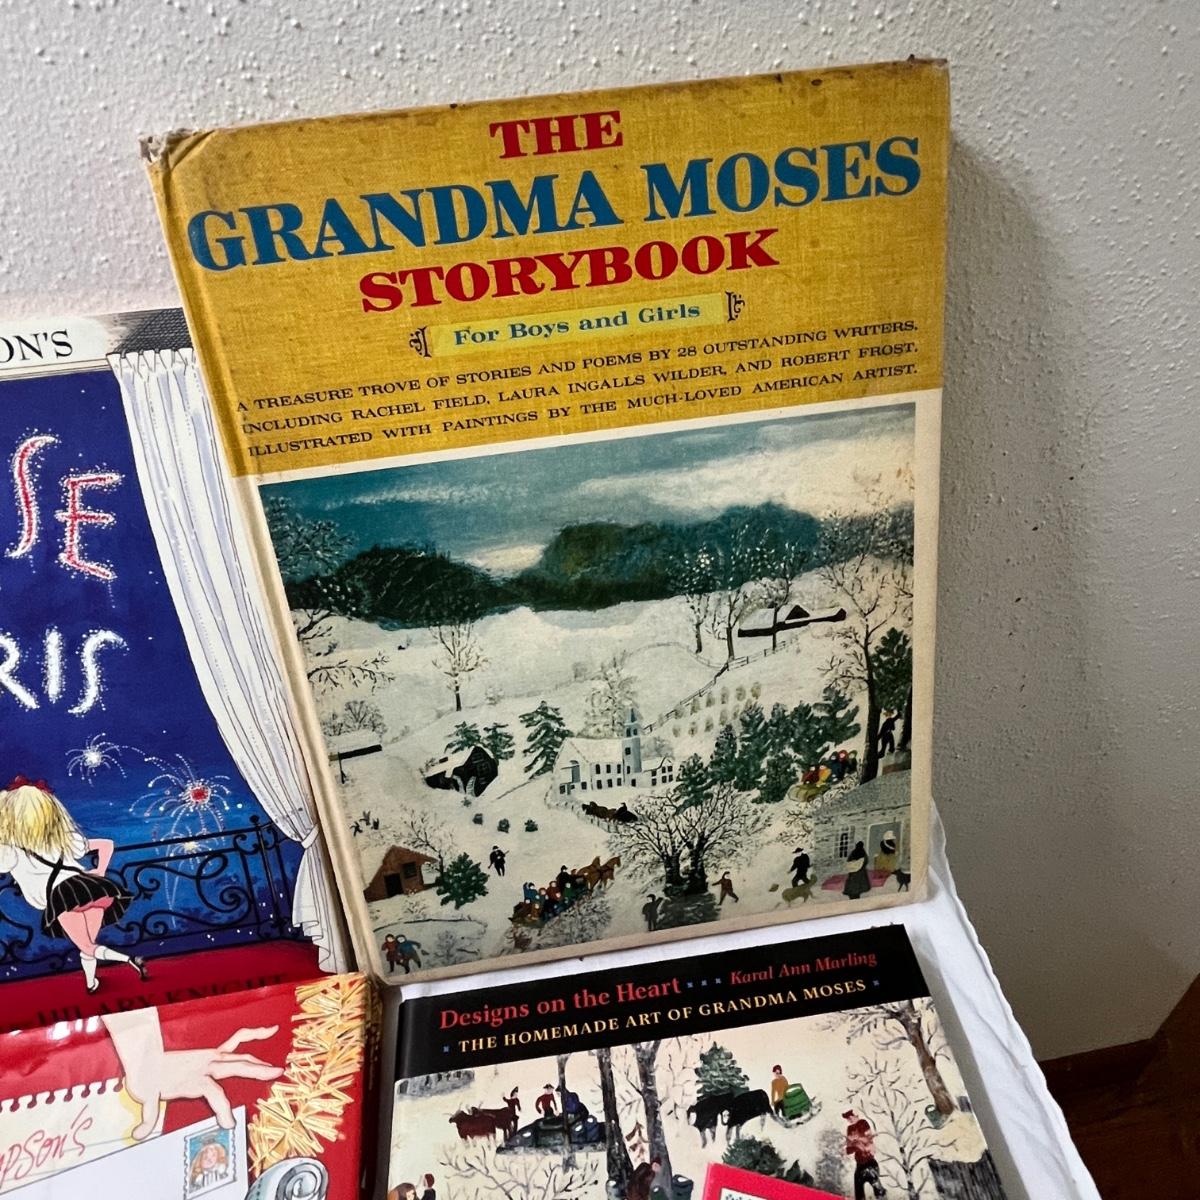 THE
GRANDMA MOSES
STORYBOOK
For Boys and Girls
A TREASURE TROVE OF STORIES AND POEMS BY 28 OUTSTANDING WRITERS,
INCLUDING RACHEL FIELD, LAURA INGALLS WILDER, AND ROBERT FROST.
ILLUSTRATED WITH PAINTINGS BY THE MUCH-LOVED AMERICAN ARTIST.
ON'S
SE
RIS
HILARY KNIGHT
Designs on the Heart ▪ ▪ ▪ Karal Ann Marling
▪ THE HOMEMADE ART OF GRANDMA MOSES ▪
MPSON'S